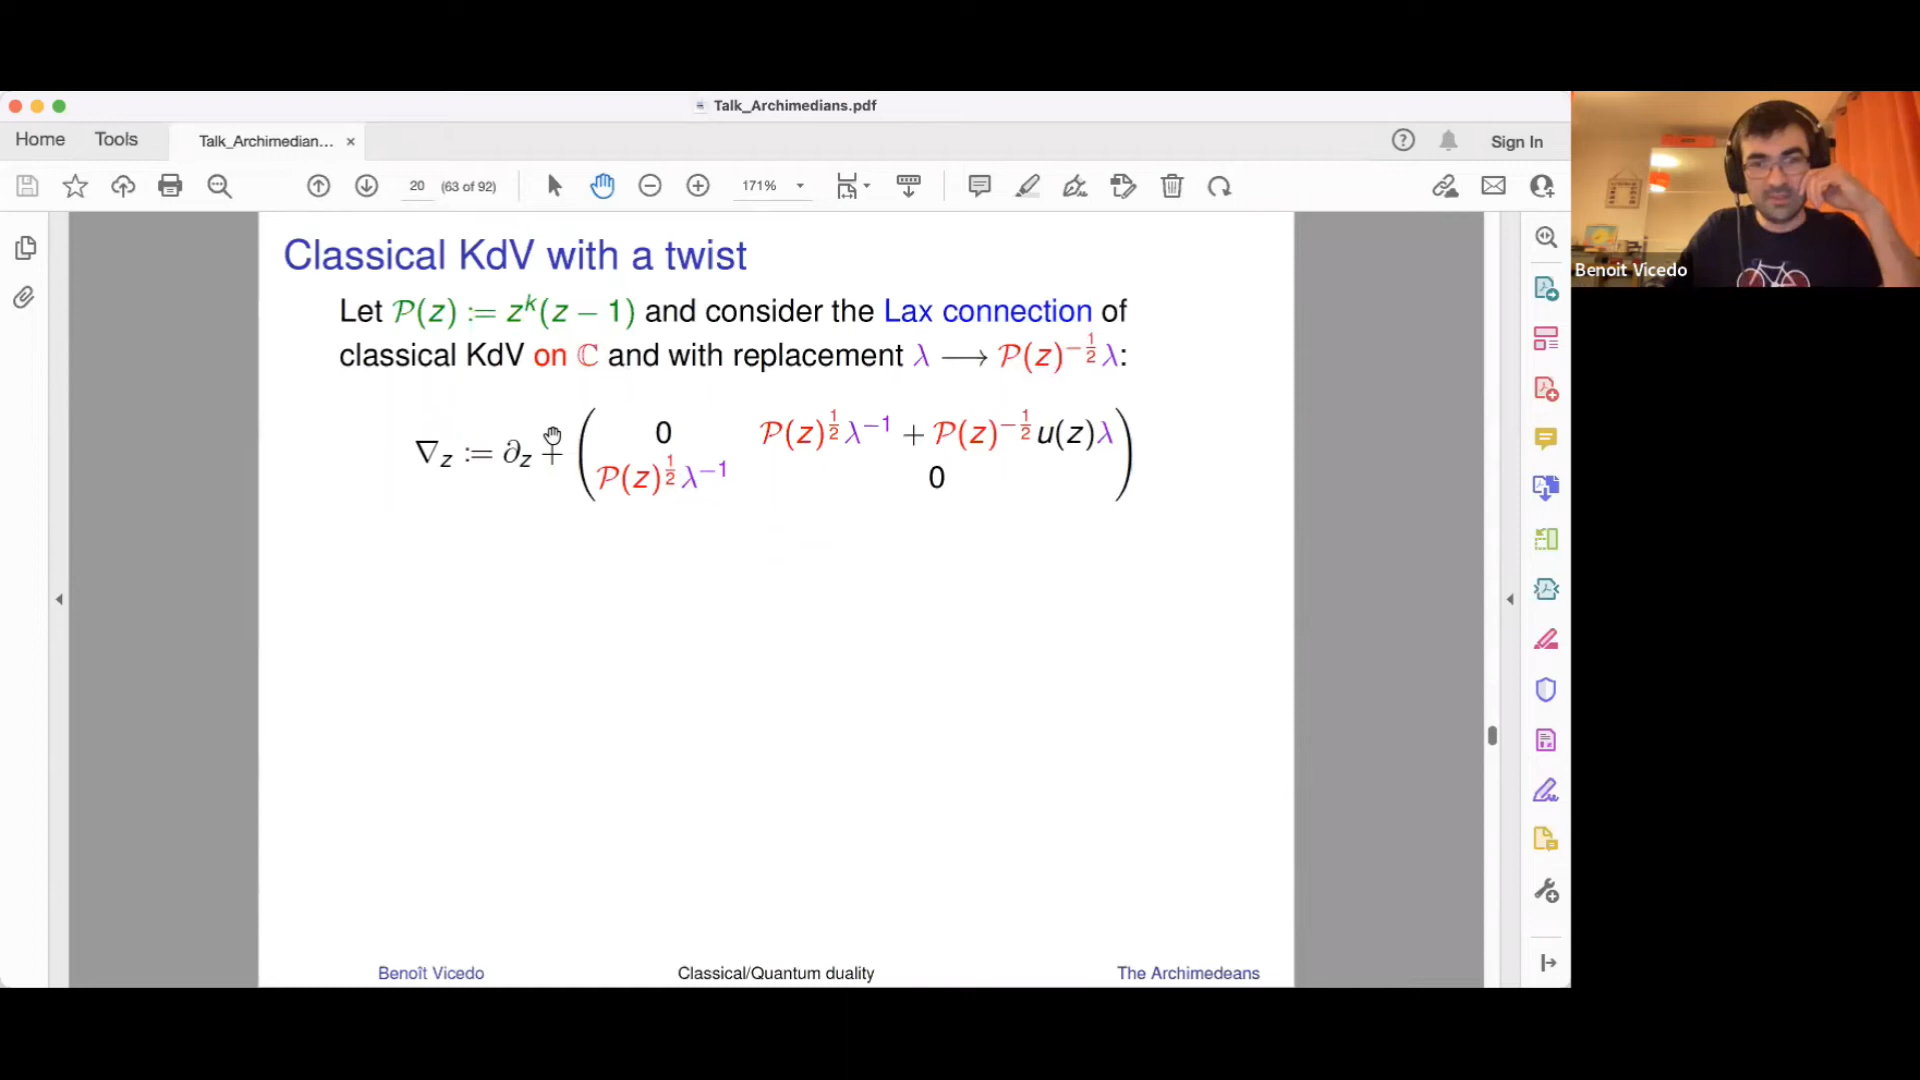 Talk_Archimedians.pdf
Home Tools Talk_Archimedian... × Sign In
20 (63 of 92) 171%
Classical KdV with a twist
Let 𝒫(z) := z^k(z − 1) and consider the Lax connection of
classical KdV on ℂ and with replacement λ ⟶ 𝒫(z)^{−1/2}λ:
∇_z := ∂_z + ( 0 𝒫(z)^{1/2}λ^{−1} + 𝒫(z)^{−1/2}u(z)λ
𝒫(z)^{1/2}λ^{−1} 0 )
Benoît Vicedo Classical/Quantum duality The Archimedeans
Benoit Vicedo